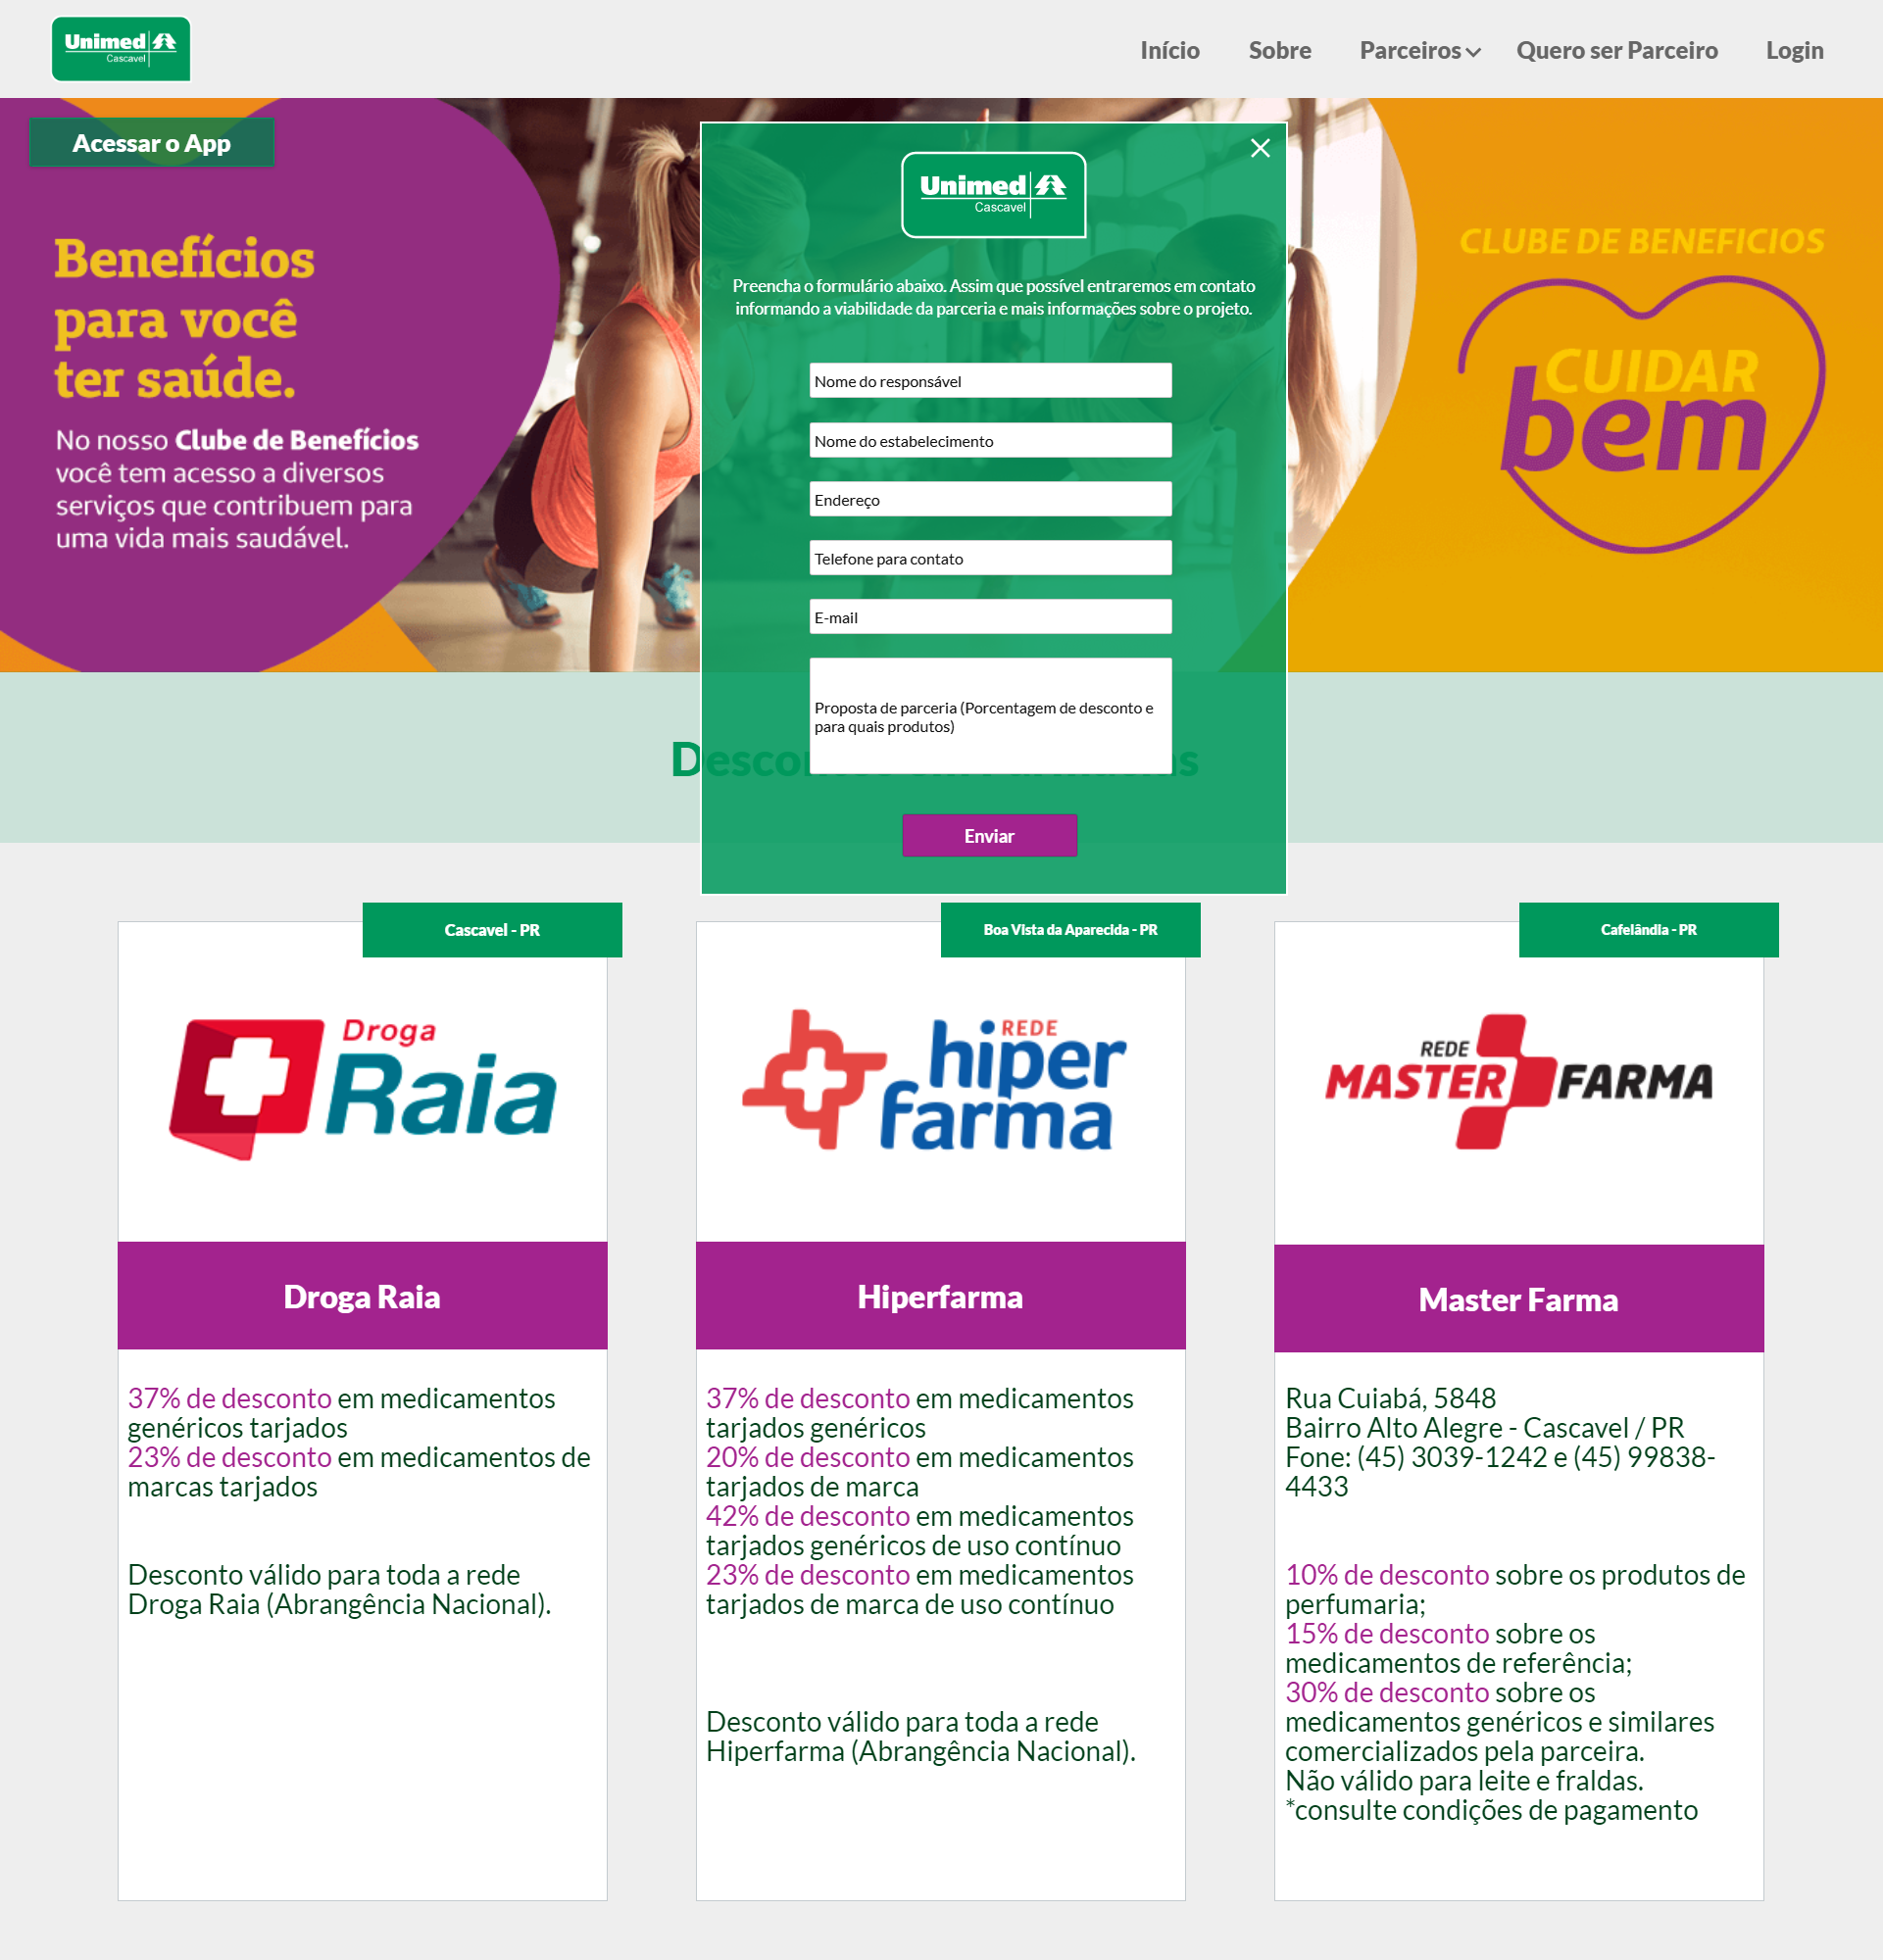 Unimed
Cascavel
Início
Sobre
Parceiros
Quero ser Parceiro
Login
Acessar o App
Benefícios
para você
ter saúde.
No nosso Clube de Benefícios
você tem acesso a diversos
serviços que contribuem para
uma vida mais saudável.
Unimed
Cascavel
Preencha o formulário abaixo. Assim que possível entraremos em contato
informando a viabilidade da parceria e mais informações sobre o projeto.
Nome do responsável
Nome do estabelecimento
Endereço
Telefone para contato
E-mail
Proposta de parceria (Porcentagem de desconto e
para quais produtos)
Enviar
CLUBE DE BENEFICIOS
CUIDAR
bem
Cascavel - PR
Droga
Raia
Droga Raia
37% de desconto em medicamentos
genéricos tarjados
23% de desconto em medicamentos de
marcas tarjados
Desconto válido para toda a rede
Droga Raia (Abrangência Nacional).
Boa Vista da Aparecida - PR
REDE
hiper
farma
Hiperfarma
37% de desconto em medicamentos
tarjados genéricos
20% de desconto em medicamentos
tarjados de marca
42% de desconto em medicamentos
tarjados genéricos de uso contínuo
23% de desconto em medicamentos
tarjados de marca de uso contínuo
Desconto válido para toda a rede
Hiperfarma (Abrangência Nacional).
Cafelândia - PR
REDE
MASTER FARMA
Master Farma
Rua Cuiabá, 5848
Bairro Alto Alegre - Cascavel / PR
Fone: (45) 3039-1242 e (45) 99838-
4433
10% de desconto sobre os produtos de
perfumaria;
15% de desconto sobre os
medicamentos de referência;
30% de desconto sobre os
medicamentos genéricos e similares
comercializados pela parceira.
Não válido para leite e fraldas.
*consulte condições de pagamento